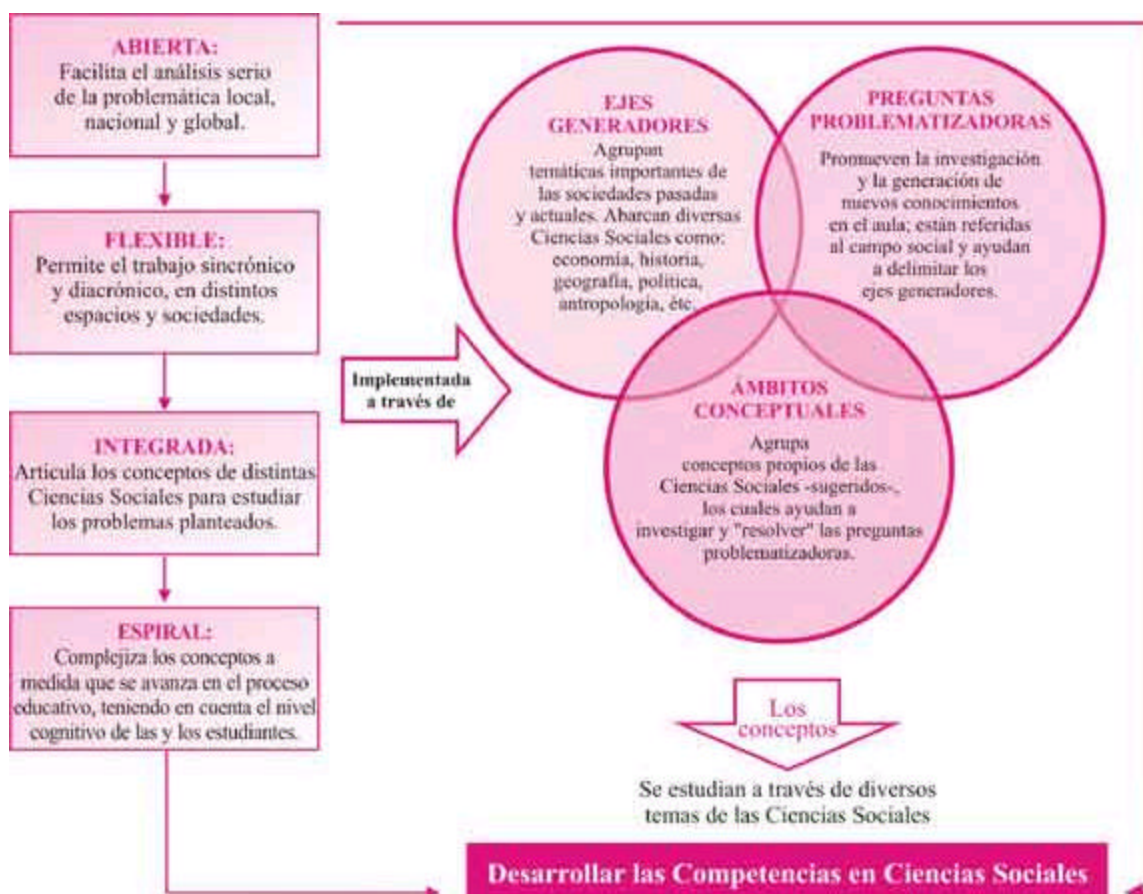 ABIERTA:
Facilita el análisis serio
de la problemática local,
nacional y global.
FLEXIBLE:
Permite el trabajo sincrónico
y diacrónico, en distintos
espacios y sociedades.
INTEGRADA:
Articula los conceptos de distintas
Ciencias Sociales para estudiar
los problemas planteados.
ESPIRAL:
Complejiza los conceptos a
medida que se avanza en el proceso
educativo, teniendo en cuenta el nivel
cognitivo de las y los estudiantes.
Implementada
a través de
EJES
GENERADORES
Agrupan
temáticas importantes de
las sociedades pasadas
y actuales. Abarcan diversas
Ciencias Sociales como:
economía, historia,
geografía, política,
antropología, étc.
PREGUNTAS
PROBLEMATIZADORAS
Promueven la investigación
y la generación de
nuevos conocimientos
en el aula; están referidas
al campo social y ayudan
a delimitar los
ejes generadores.
ÁMBITOS
CONCEPTUALES
Agrupa
conceptos propios de las
Ciencias Sociales -sugeridos-,
los cuales ayudan a
investigar y "resolver" las preguntas
problematizadoras.
Los
conceptos
Se estudian a través de diversos
temas de las Ciencias Sociales
Desarrollar las Competencias en Ciencias Sociales